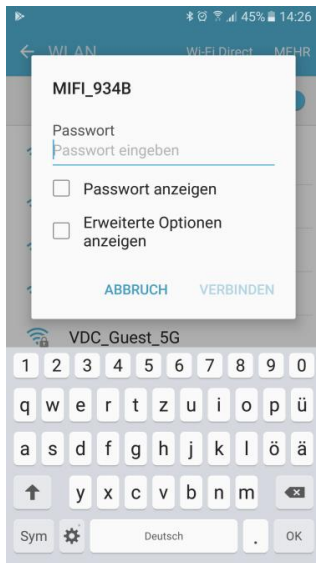 45% 14:26
WLAN Wi-Fi Direct MEHR
MIFI_934B
Passwort
Passwort eingeben
Passwort anzeigen
Erweiterte Optionen
anzeigen
ABBRUCH VERBINDEN
VDC_Guest_5G
1 2 3 4 5 6 7 8 9 0
q w e r t z u i o p ü
a s d f g h j k l ö ä
y x c v b n m
Sym Deutsch . OK